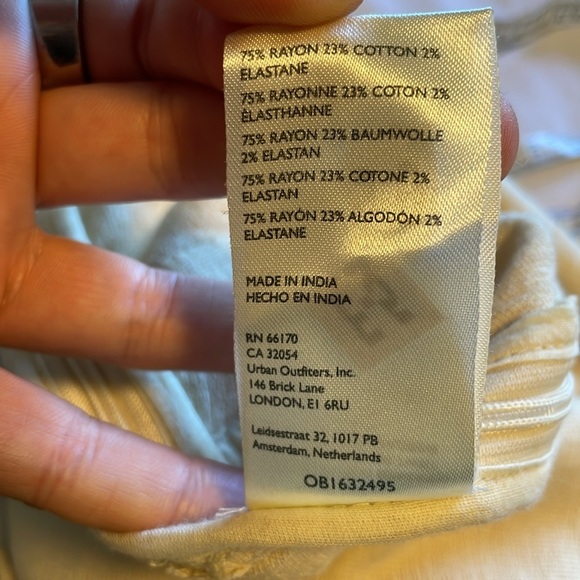 75% RAYON 23% COTTON 2%
ELASTANE
75% RAYONNE 23% COTON 2%
ÉLASTHANNE
75% RAYON 23% BAUMWOLLE
2% ELASTAN
75% RAYON 23% COTONE 2%
ELASTAN
75% RAYÓN 23% ALGODÓN 2%
ELASTANE
MADE IN INDIA
HECHO EN INDIA
RN 66170
CA 32054
Urban Outfitters, Inc.
146 Brick Lane
LONDON, E1 6RU
Leidsestraat 32, 1017 PB
Amsterdam, Netherlands
OB1632495